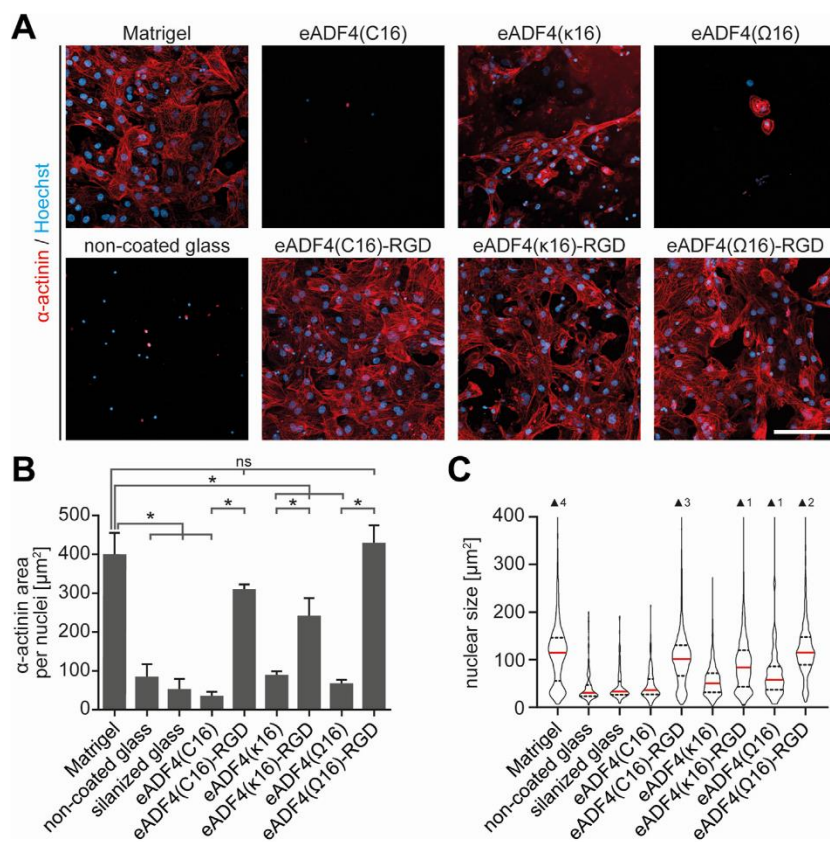 A
Matrigel
eADF4(C16)
eADF4(κ16)
eADF4(Ω16)
α-actinin / Hoechst
non-coated glass
eADF4(C16)-RGD
eADF4(κ16)-RGD
eADF4(Ω16)-RGD
B
ns
*
*
*
*
*
α-actinin area
per nuclei [µm²]
500
400
300
200
100
0
Matrigel
non-coated glass
silanized glass
eADF4(C16)
eADF4(C16)-RGD
eADF4(κ16)
eADF4(κ16)-RGD
eADF4(Ω16)
eADF4(Ω16)-RGD
C
▲4
▲3
▲1
▲1
▲2
nuclear size [µm²]
400
300
200
100
0
Matrigel
non-coated glass
silanized glass
eADF4(C16)
eADF4(C16)-RGD
eADF4(κ16)
eADF4(κ16)-RGD
eADF4(Ω16)
eADF4(Ω16)-RGD